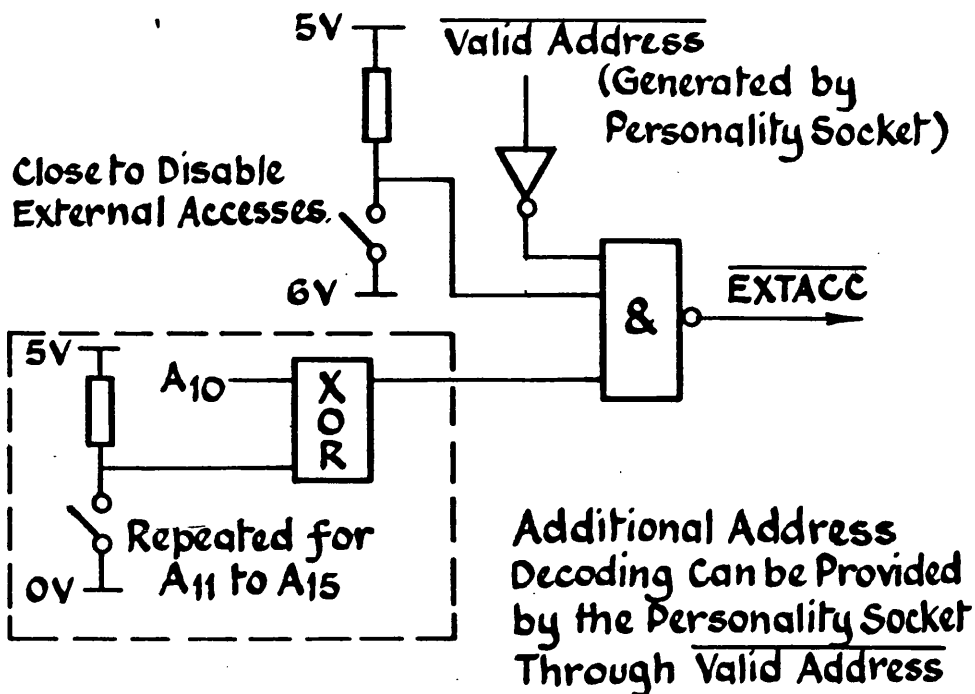 5V
Valid Address
(Generated by
Personality Socket)
Close to Disable
External Accesses.
6V
&
EXTACC
5V
A10
XOR
Repeated for
A11 to A15
0V
Additional Address
Decoding Can be Provided
by the Personality Socket
Through Valid Address